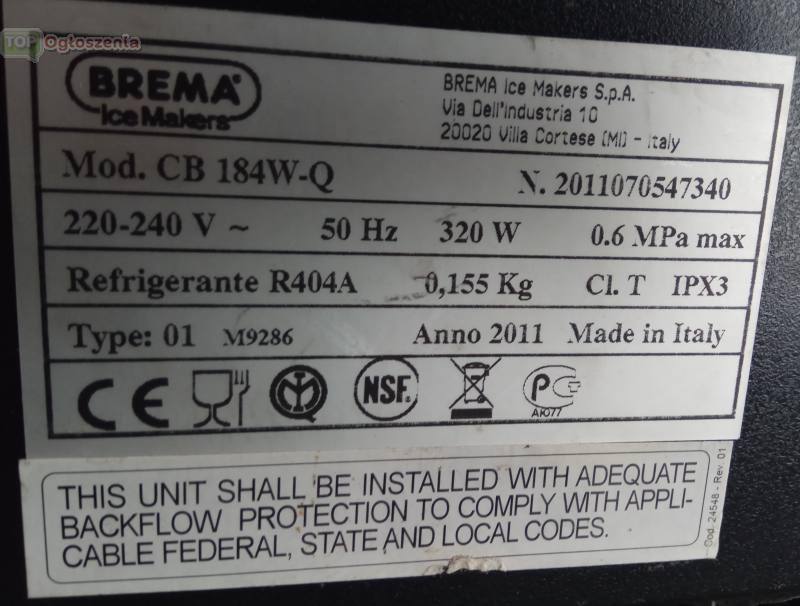 TOP Ogłoszenia
BREMA®
Ice Makers
BREMA Ice Makers S.p.A.
Via Dell'Industria 10
20020 Villa Cortese (MI) - Italy
Mod. CB 184W-Q N. 2011070547340
220-240 V ~ 50 Hz 320 W 0.6 MPa max
Refrigerante R404A 0,155 Kg Cl. T IPX3
Type: 01 M9286 Anno 2011 Made in Italy
CE NSF. PC
АЮ77
THIS UNIT SHALL BE INSTALLED WITH ADEQUATE
BACKFLOW PROTECTION TO COMPLY WITH APPLI-
CABLE FEDERAL, STATE AND LOCAL CODES.
Cod. 24548 - Rev. 01